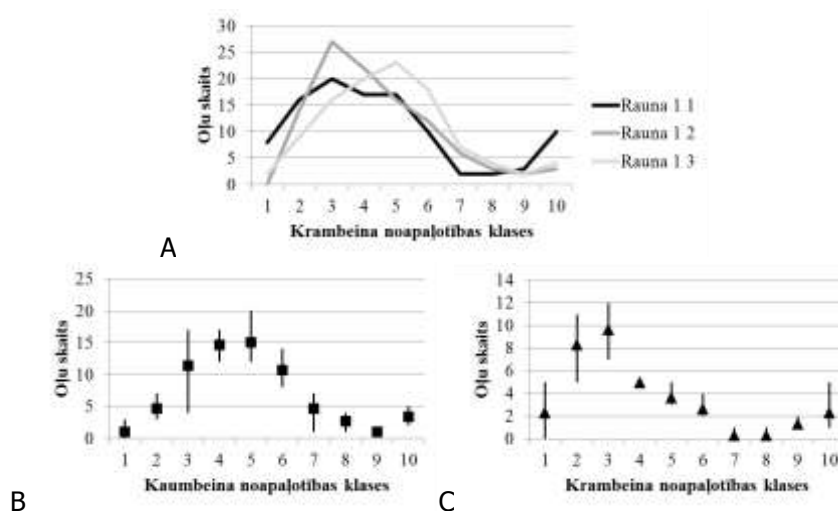 30
25
20
15
10
5
0
Oļu skaits
1 2 3 4 5 6 7 8 9 10
Krambeina noapaļotības klases
Rauna 1 1
Rauna 1 2
Rauna 1 3
A
25
20
15
10
5
0
Oļu skaits
1 2 3 4 5 6 7 8 9 10
Kaumbeina noapaļotības klases
B
14
12
10
8
6
4
2
0
Oļu skaits
1 2 3 4 5 6 7 8 9 10
Krambeina noapaļotības klases
C